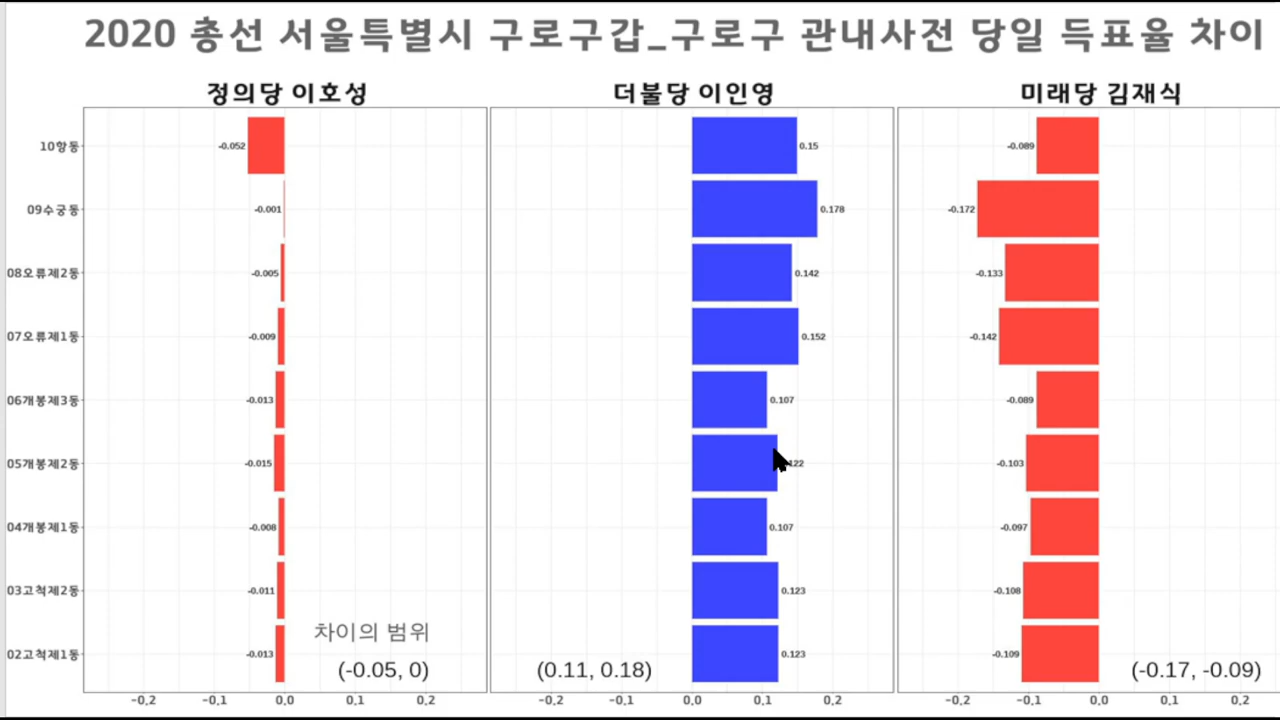 2020 총선 서울특별시 구로구갑_구로구 관내사전 당일 득표율 차이
정의당 이호성
더불당 이인영
미래당 김재식
10항동 -0.052 0.15 -0.089
09수궁동 -0.001 0.178 -0.172
08오류제2동 -0.005 0.142 -0.133
07오류제1동 -0.009 0.152 -0.142
06개봉제3동 -0.013 0.107 -0.089
05개봉제2동 -0.015 -0.103
04개봉제1동 -0.008 0.107 -0.097
03고척제2동 -0.011 0.123 -0.108
차이의 범위
02고척제1동 -0.013 0.123 -0.109
(-0.05, 0) (0.11, 0.18) (-0.17, -0.09)
-0.2 -0.1 0.0 0.1 0.2 -0.2 -0.1 0.0 0.1 0.2 -0.2 -0.1 0.0 0.1 0.2